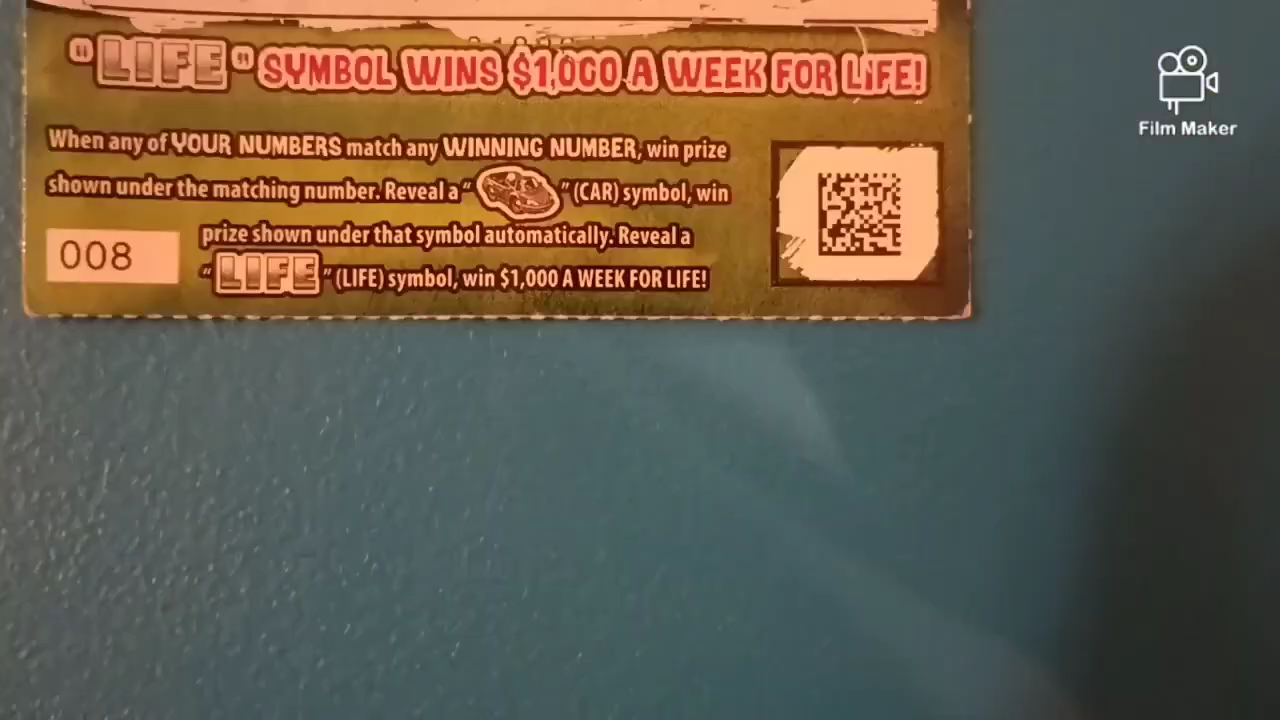 "LIFE" SYMBOL WINS $1,000 A WEEK FOR LIFE!
When any of YOUR NUMBERS match any WINNING NUMBER, win prize
shown under the matching number. Reveal a " " (CAR) symbol, win
prize shown under that symbol automatically. Reveal a
"LIFE" (LIFE) symbol, win $1,000 A WEEK FOR LIFE!
008
Film Maker